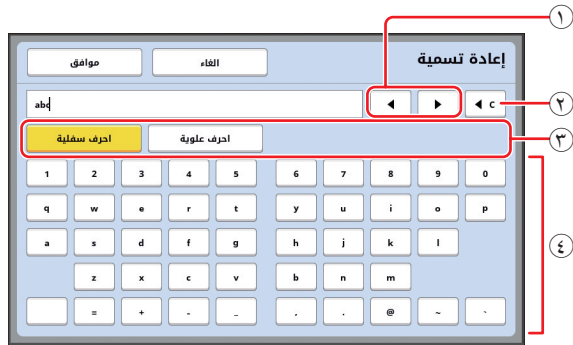 ١
إعادة تسمية
الغاء
موافق
abc
◀ ▶ ◀ C
٢
احرف سفلية
احرف علوية
٣
1 2 3 4 5 6 7 8 9 0
q w e r t y u i o p
a s d f g h j k l
٤
z x c v b n m
= + - _ , . @ ~ `